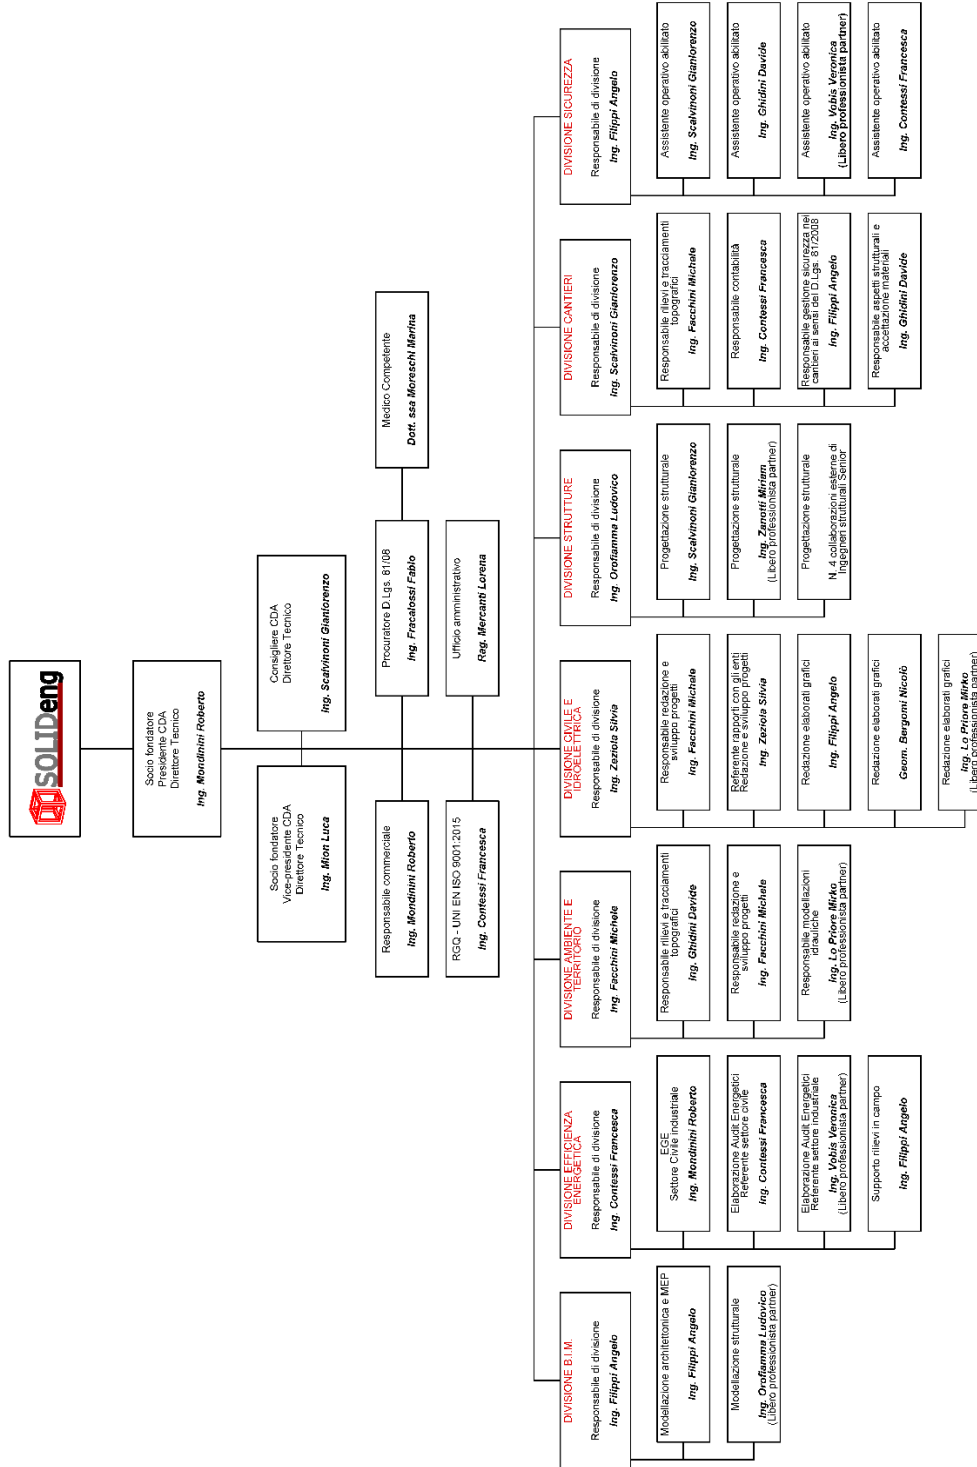 SOLIDeng
Socio fondatore
Presidente CDA
Direttore Tecnico
Ing. Mondinini Roberto
Socio fondatore
Vice-presidente CDA
Direttore Tecnico
Ing. Mion Luca
Consigliere CDA
Direttore Tecnico
Ing. Scalvinoni Gianlorenzo
Responsabile commerciale
Ing. Mondinini Roberto
Procuratore D.Lgs. 81/08
Ing. Fracalossi Fabio
Medico Competente
Dott. ssa Moreschi Marina
RGQ - UNI EN ISO 9001:2015
Ing. Contessi Francesca
Ufficio amministrativo
Rag. Mercanti Lorena
DIVISIONE B.I.M.
Responsabile di divisione
Ing. Filippi Angelo
Modellazione architettonica e MEP
Ing. Filippi Angelo
Modellazione strutturale
Ing. Orofiamma Ludovico
(Libero professionista partner)
DIVISIONE EFFICIENZA
ENERGETICA
Responsabile di divisione
Ing. Contessi Francesca
EGE
Settore Civile industriale
Ing. Mondinini Roberto
Elaborazione Audit Energetici
Referente settore civile
Ing. Contessi Francesca
Elaborazione Audit Energetici
Referente settore industriale
Ing. Vobis Veronica
(Libero professionista partner)
Supporto rilievi in campo
Ing. Filippi Angelo
DIVISIONE AMBIENTE E
TERRITORIO
Responsabile di divisione
Ing. Facchini Michele
Responsabile rilievi e tracciamenti
topografici
Ing. Ghidini Davide
Responsabile redazione e
sviluppo progetti
Ing. Facchini Michele
Responsabile modellazioni
idrauliche
Ing. Lo Priore Mirko
(Libero professionista partner)
DIVISIONE CIVILE E
IDROELETTRICA
Responsabile di divisione
Ing. Zeziola Silvia
Responsabile redazione e
sviluppo progetti
Ing. Facchini Michele
Referente rapporti con gli enti
Redazione e sviluppo progetti
Ing. Zeziola Silvia
Redazione elaborati grafici
Ing. Filippi Angelo
Redazione elaborati grafici
Geom. Bergomi Nicolò
Redazione elaborati grafici
Ing. Lo Priore Mirko
(Libero professionista partner)
DIVISIONE STRUTTURE
Responsabile di divisione
Ing. Orofiamma Ludovico
Progettazione strutturale
Ing. Scalvinoni Gianlorenzo
Progettazione strutturale
Ing. Zanotti Miriam
(Libero professionista partner)
Progettazione strutturale
N. 4 collaborazioni esterne di
Ingegneri strutturali Senior
DIVISIONE CANTIERI
Responsabile di divisione
Ing. Scalvinoni Gianlorenzo
Responsabile rilievi e tracciamenti
topografici
Ing. Facchini Michele
Responsabile contabilità
Ing. Contessi Francesca
Responsabile gestione sicurezza nei
cantieri ai sensi del D.Lgs. 81/2008
Ing. Filippi Angelo
Responsabile aspetti strutturali e
accettazione materiali
Ing. Ghidini Davide
DIVISIONE SICUREZZA
Responsabile di divisione
Ing. Filippi Angelo
Assistente operativo abilitato
Ing. Scalvinoni Gianlorenzo
Assistente operativo abilitato
Ing. Ghidini Davide
Assistente operativo abilitato
Ing. Vobis Veronica
(Libero professionista partner)
Assistente operativo abilitato
Ing. Contessi Francesca